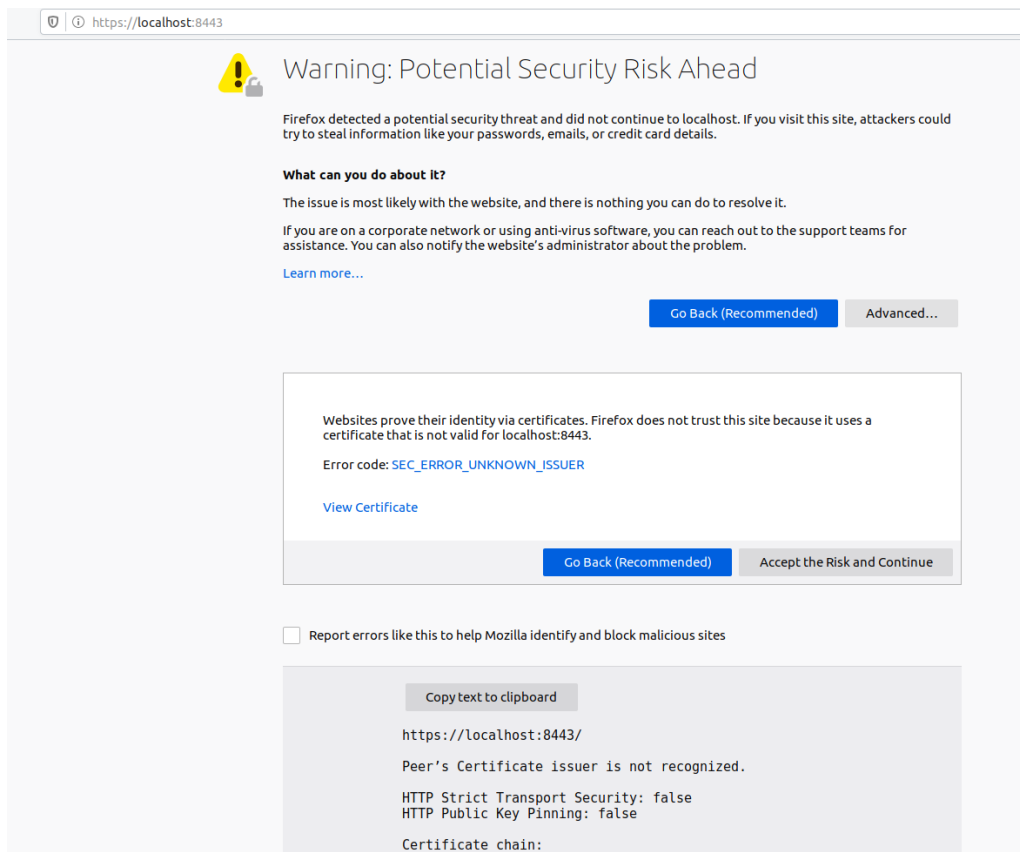 https://localhost:8443
Warning: Potential Security Risk Ahead
Firefox detected a potential security threat and did not continue to localhost. If you visit this site, attackers could
try to steal information like your passwords, emails, or credit card details.
What can you do about it?
The issue is most likely with the website, and there is nothing you can do to resolve it.
If you are on a corporate network or using anti-virus software, you can reach out to the support teams for
assistance. You can also notify the website’s administrator about the problem.
Learn more…
Go Back (Recommended) Advanced…
Websites prove their identity via certificates. Firefox does not trust this site because it uses a
certificate that is not valid for localhost:8443.
Error code: SEC_ERROR_UNKNOWN_ISSUER
View Certificate
Go Back (Recommended) Accept the Risk and Continue
Report errors like this to help Mozilla identify and block malicious sites
Copy text to clipboard
https://localhost:8443/
Peer’s Certificate issuer is not recognized.
HTTP Strict Transport Security: false
HTTP Public Key Pinning: false
Certificate chain: